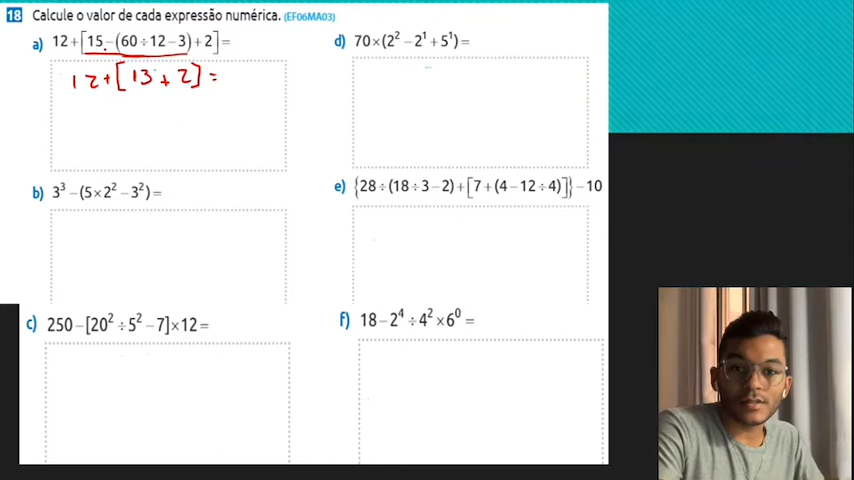 18 Calcule o valor de cada expressão numérica. (EF06MA03)
a) 12+[15-(60÷12-3)+2]=
12+[13+2]=
b) 3³-(5×2²-3²)=
c) 250-[20²÷5²-7]×12=
d) 70×(2²-2¹+5¹)=
e) {28÷(18÷3-2)+[7+(4-12÷4)]}-10
f) 18-2⁴÷4²×6⁰=